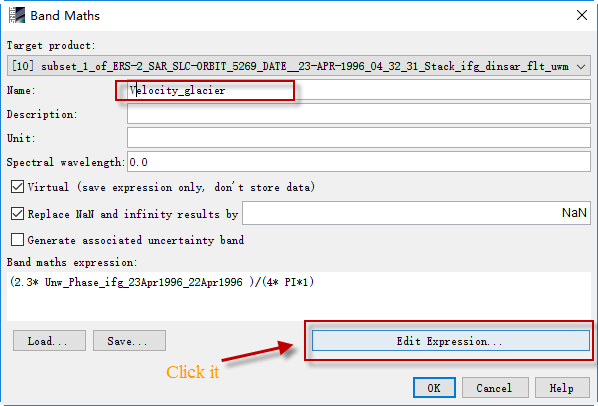 Band Maths
Target product:
[10] subset_1_of_ERS-2_SAR_SLC-ORBIT_5269_DATE__23-APR-1996_04_32_31_Stack_ifg_dinsar_flt_uwm
Name: Velocity_glacier
Description:
Unit:
Spectral wavelength: 0.0
Virtual (save expression only, don't store data)
Replace NaN and infinity results by NaN
Generate associated uncertainty band
Band maths expression:
(2.3* Unw_Phase_ifg_23Apr1996_22Apr1996 )/(4* PI*1)
Load... Save... Edit Expression...
Click it
OK Cancel Help